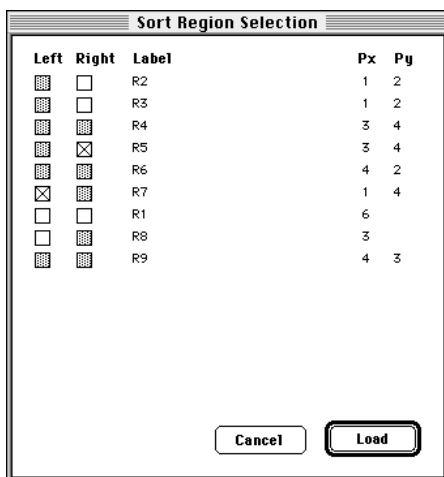 Sort Region Selection
Left Right Label Px Py
R2 1 2
R3 1 2
R4 3 4
R5 3 4
R6 4 2
R7 1 4
R1 6
R8 3
R9 4 3
Cancel Load